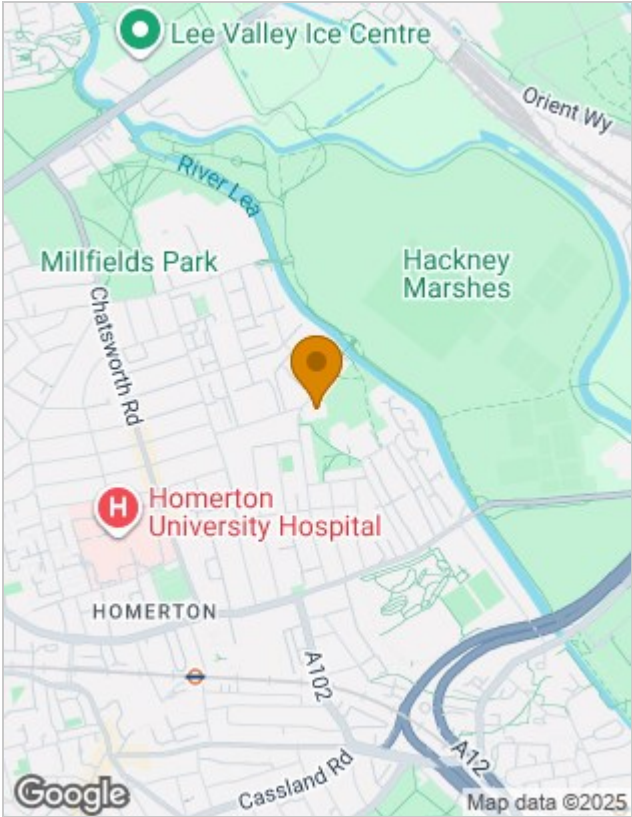 Lee Valley Ice Centre
Orient Wy
River Lea
Millfields Park
Hackney
Marshes
Chatsworth Rd
H
Homerton
University Hospital
HOMERTON
A102
A12
Cassland Rd
Google
Map data ©2025